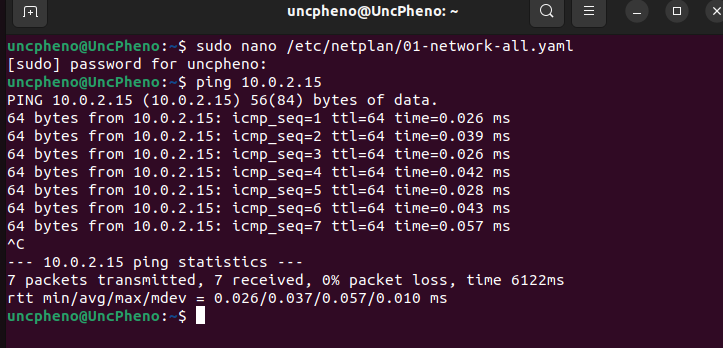 uncpheno@UncPheno: ~
uncpheno@UncPheno:~$ sudo nano /etc/netplan/01-network-all.yaml
[sudo] password for uncpheno:
uncpheno@UncPheno:~$ ping 10.0.2.15
PING 10.0.2.15 (10.0.2.15) 56(84) bytes of data.
64 bytes from 10.0.2.15: icmp_seq=1 ttl=64 time=0.026 ms
64 bytes from 10.0.2.15: icmp_seq=2 ttl=64 time=0.039 ms
64 bytes from 10.0.2.15: icmp_seq=3 ttl=64 time=0.026 ms
64 bytes from 10.0.2.15: icmp_seq=4 ttl=64 time=0.042 ms
64 bytes from 10.0.2.15: icmp_seq=5 ttl=64 time=0.028 ms
64 bytes from 10.0.2.15: icmp_seq=6 ttl=64 time=0.043 ms
64 bytes from 10.0.2.15: icmp_seq=7 ttl=64 time=0.057 ms
^C
--- 10.0.2.15 ping statistics ---
7 packets transmitted, 7 received, 0% packet loss, time 6122ms
rtt min/avg/max/mdev = 0.026/0.037/0.057/0.010 ms
uncpheno@UncPheno:~$